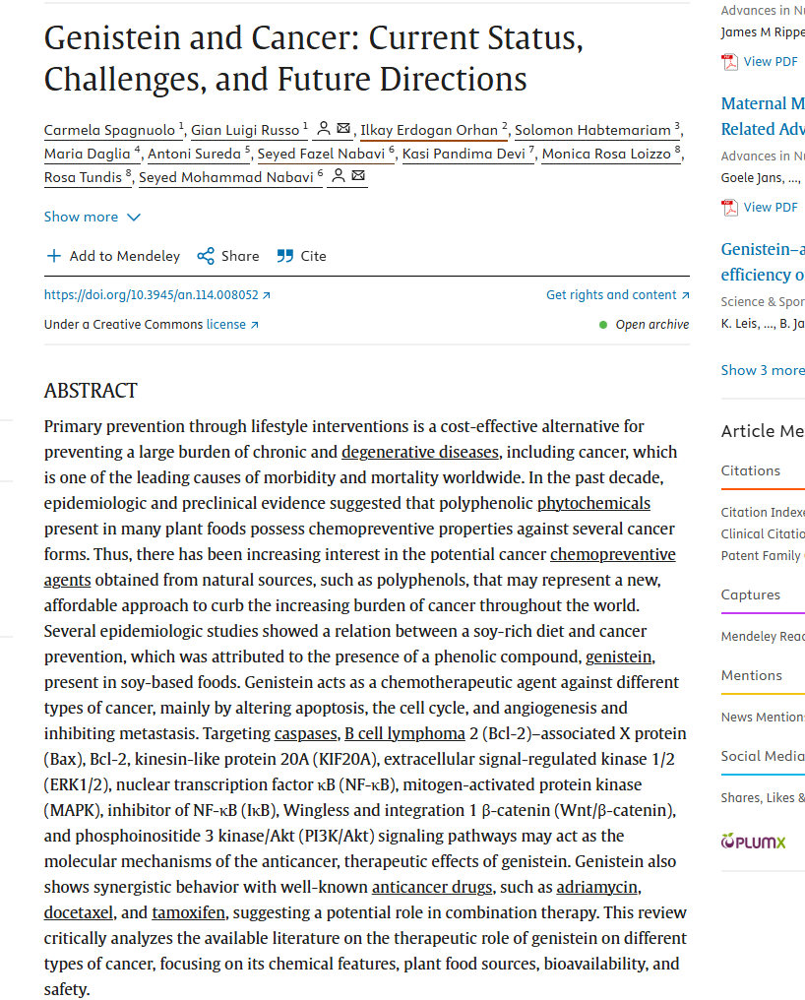 Genistein and Cancer: Current Status,
Challenges, and Future Directions
Carmela Spagnuolo 1, Gian Luigi Russo 1, Ilkay Erdogan Orhan 2, Solomon Habtemariam 3,
Maria Daglia 4, Antoni Sureda 5, Seyed Fazel Nabavi 6, Kasi Pandima Devi 7, Monica Rosa Loizzo 8,
Rosa Tundis 8, Seyed Mohammad Nabavi 6
Show more
Add to Mendeley Share Cite
https://doi.org/10.3945/an.114.008052 ↗ Get rights and content ↗
Under a Creative Commons license ↗ Open archive
ABSTRACT
Primary prevention through lifestyle interventions is a cost-effective alternative for
preventing a large burden of chronic and degenerative diseases, including cancer, which
is one of the leading causes of morbidity and mortality worldwide. In the past decade,
epidemiologic and preclinical evidence suggested that polyphenolic phytochemicals
present in many plant foods possess chemopreventive properties against several cancer
forms. Thus, there has been increasing interest in the potential cancer chemopreventive
agents obtained from natural sources, such as polyphenols, that may represent a new,
affordable approach to curb the increasing burden of cancer throughout the world.
Several epidemiologic studies showed a relation between a soy-rich diet and cancer
prevention, which was attributed to the presence of a phenolic compound, genistein,
present in soy-based foods. Genistein acts as a chemotherapeutic agent against different
types of cancer, mainly by altering apoptosis, the cell cycle, and angiogenesis and
inhibiting metastasis. Targeting caspases, B cell lymphoma 2 (Bcl-2)–associated X protein
(Bax), Bcl-2, kinesin-like protein 20A (KIF20A), extracellular signal-regulated kinase 1/2
(ERK1/2), nuclear transcription factor κB (NF-κB), mitogen-activated protein kinase
(MAPK), inhibitor of NF-κB (IκB), Wingless and integration 1 β-catenin (Wnt/β-catenin),
and phosphoinositide 3 kinase/Akt (PI3K/Akt) signaling pathways may act as the
molecular mechanisms of the anticancer, therapeutic effects of genistein. Genistein also
shows synergistic behavior with well-known anticancer drugs, such as adriamycin,
docetaxel, and tamoxifen, suggesting a potential role in combination therapy. This review
critically analyzes the available literature on the therapeutic role of genistein on different
types of cancer, focusing on its chemical features, plant food sources, bioavailability, and
safety.
Advances in Nu
James M Rippe
View PDF
Maternal M
Related Adv
Advances in Nu
Goele Jans, ...,
View PDF
Genistein–a
efficiency o
Science & Spor
K. Leis, ..., B. Ja
Show 3 more
Article Me
Citations
Citation Indexe
Clinical Citatio
Patent Family
Captures
Mendeley Read
Mentions
News Mentions
Social Media
Shares, Likes &
PLUMX